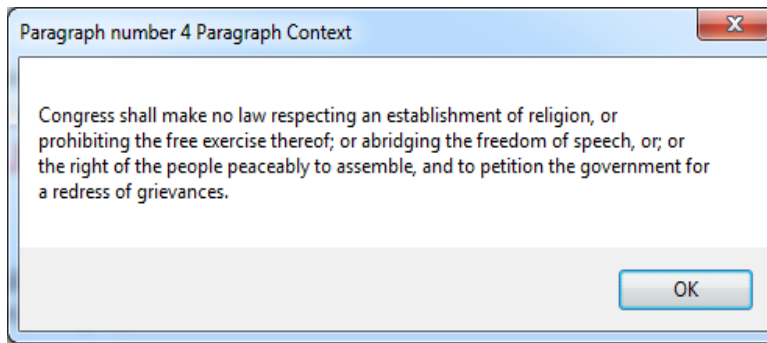 Paragraph number 4 Paragraph Context
Congress shall make no law respecting an establishment of religion, or
prohibiting the free exercise thereof; or abridging the freedom of speech, or; or
the right of the people peaceably to assemble, and to petition the government for
a redress of grievances.
OK